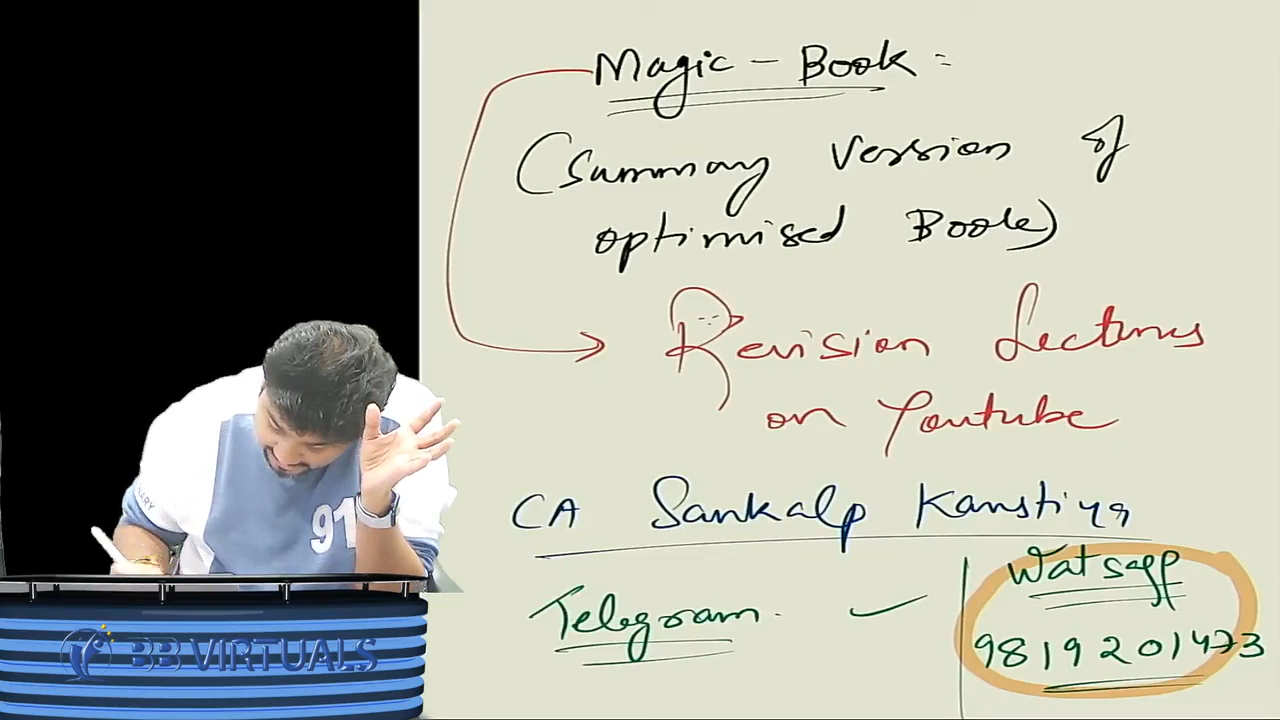 Magic - Book :
(Summary Version of
optimised Book)
Revision Lectures
on Youtube
CA Sankalp Kanstiya
Telegram.
Watsapp
9819201473
91
BB VIRTUALS